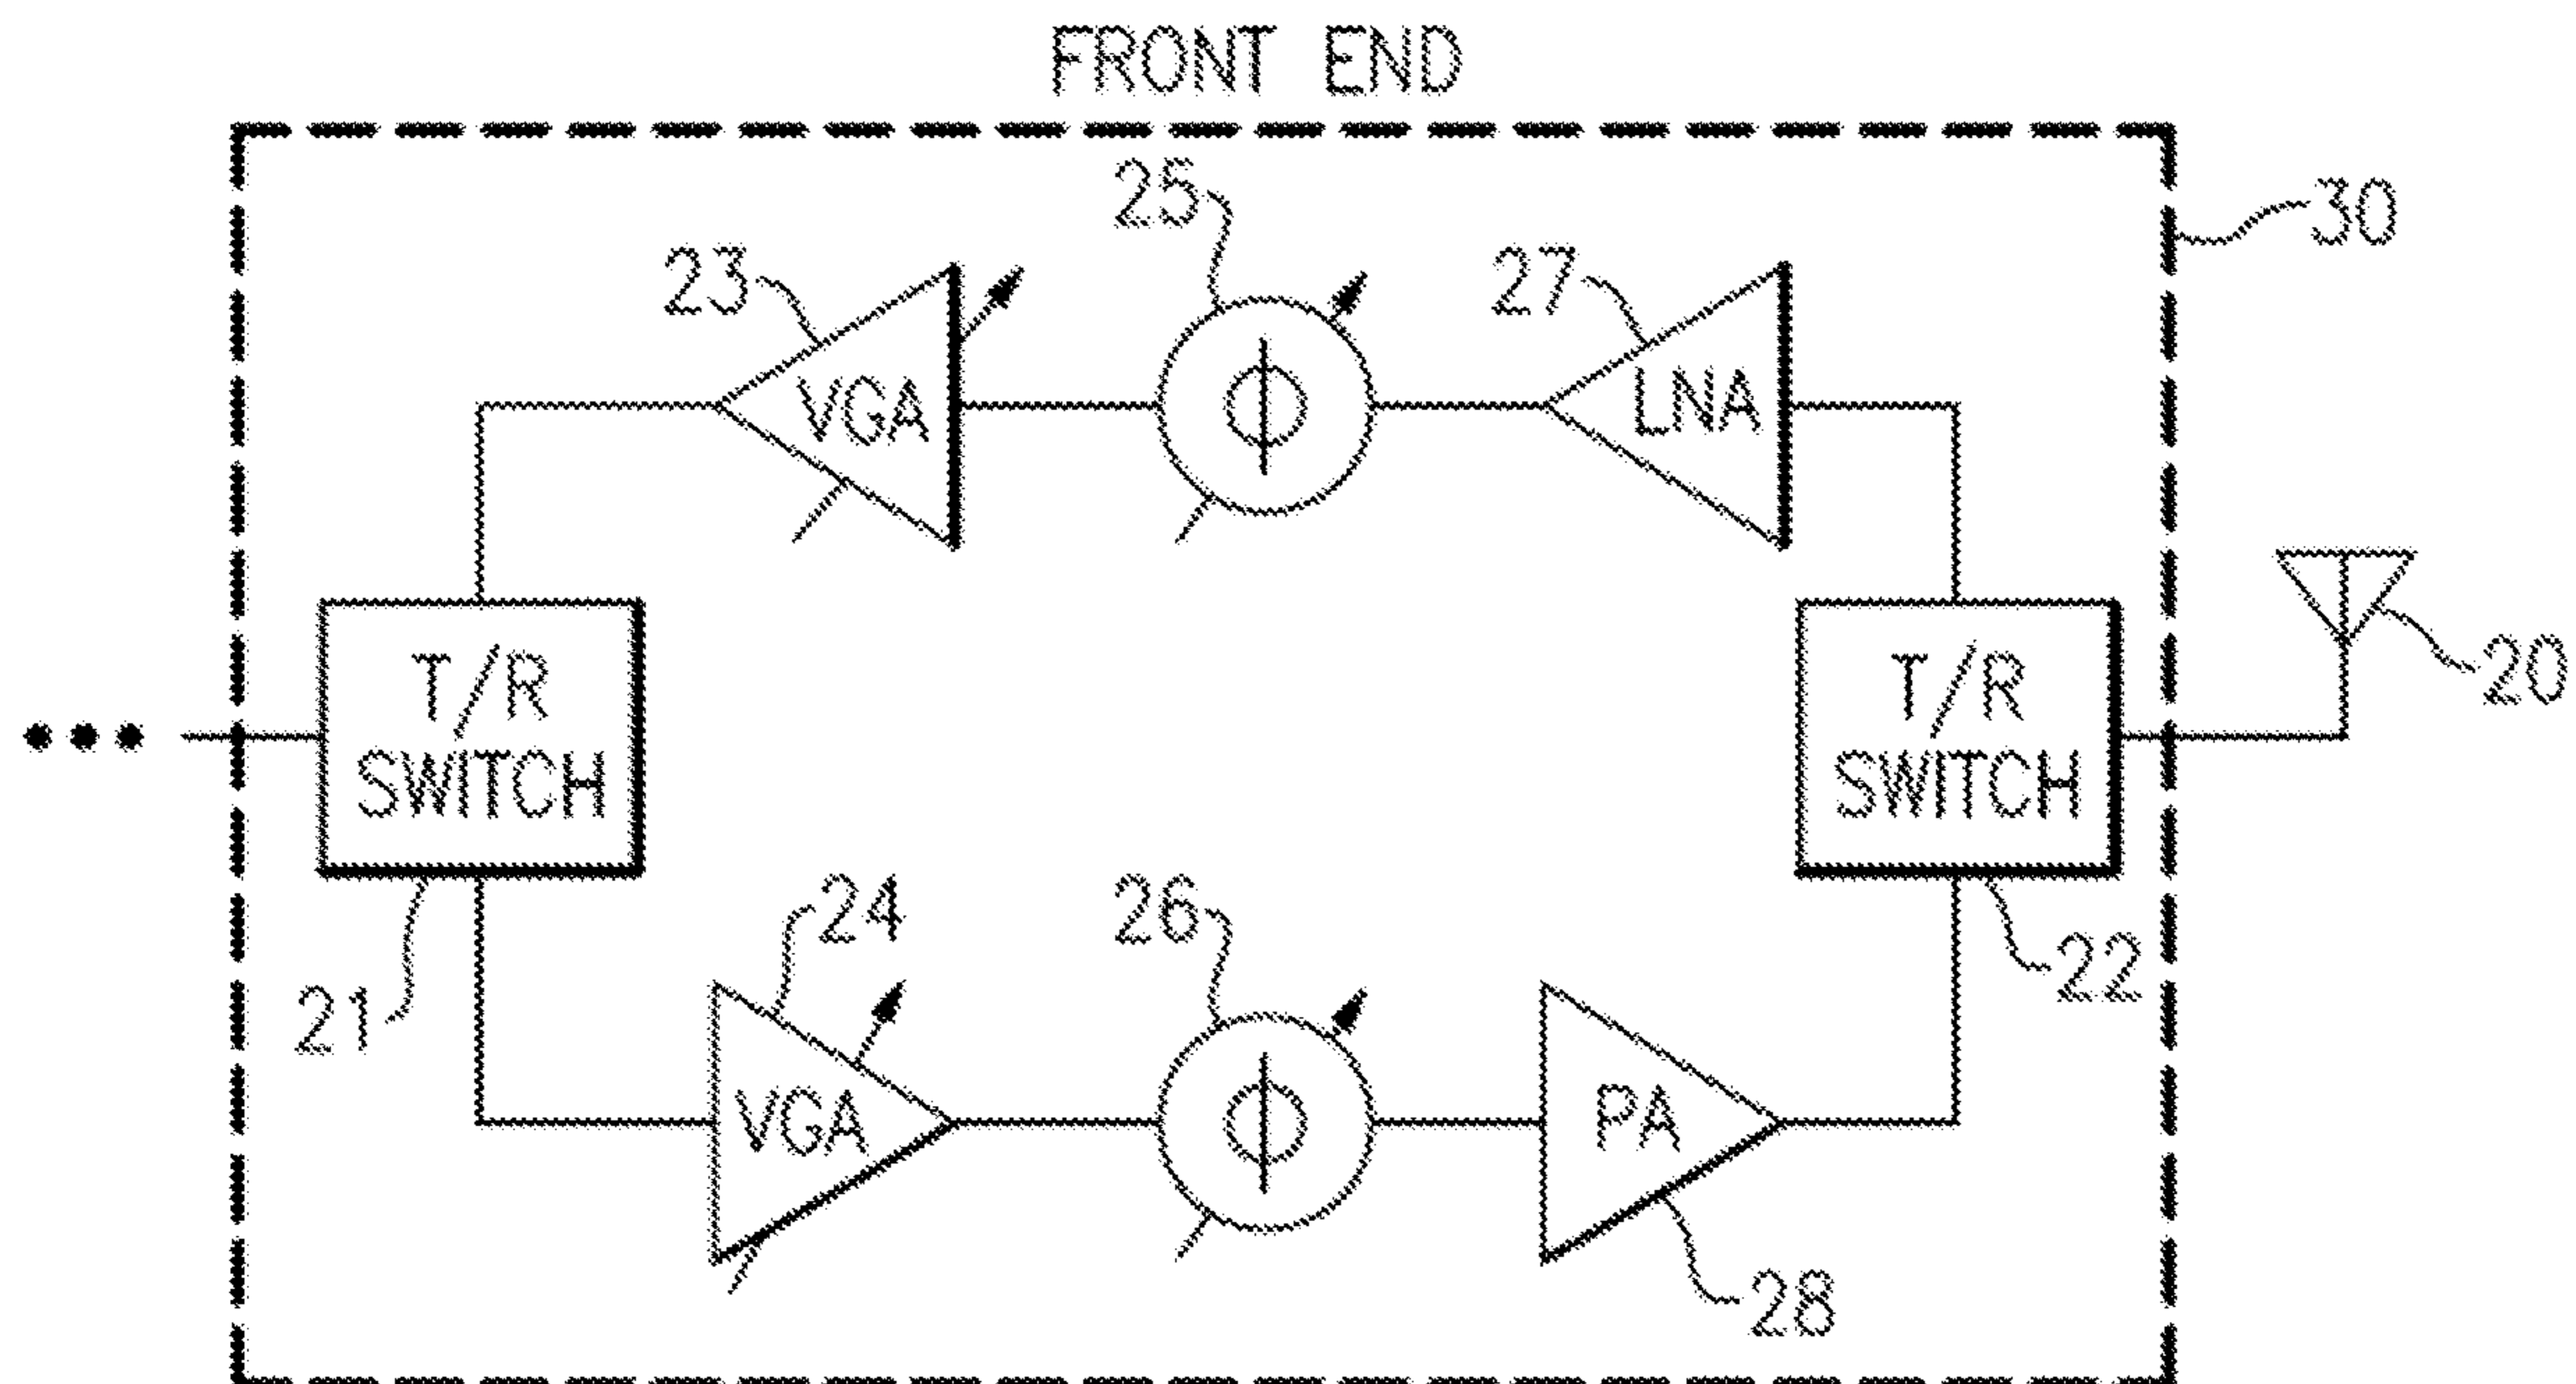 FRONT END
25
30
23
27
VGA
Φ
LNA
T/R
SWITCH
T/R
SWITCH
20
24
26
22
21
VGA
Φ
PA
28